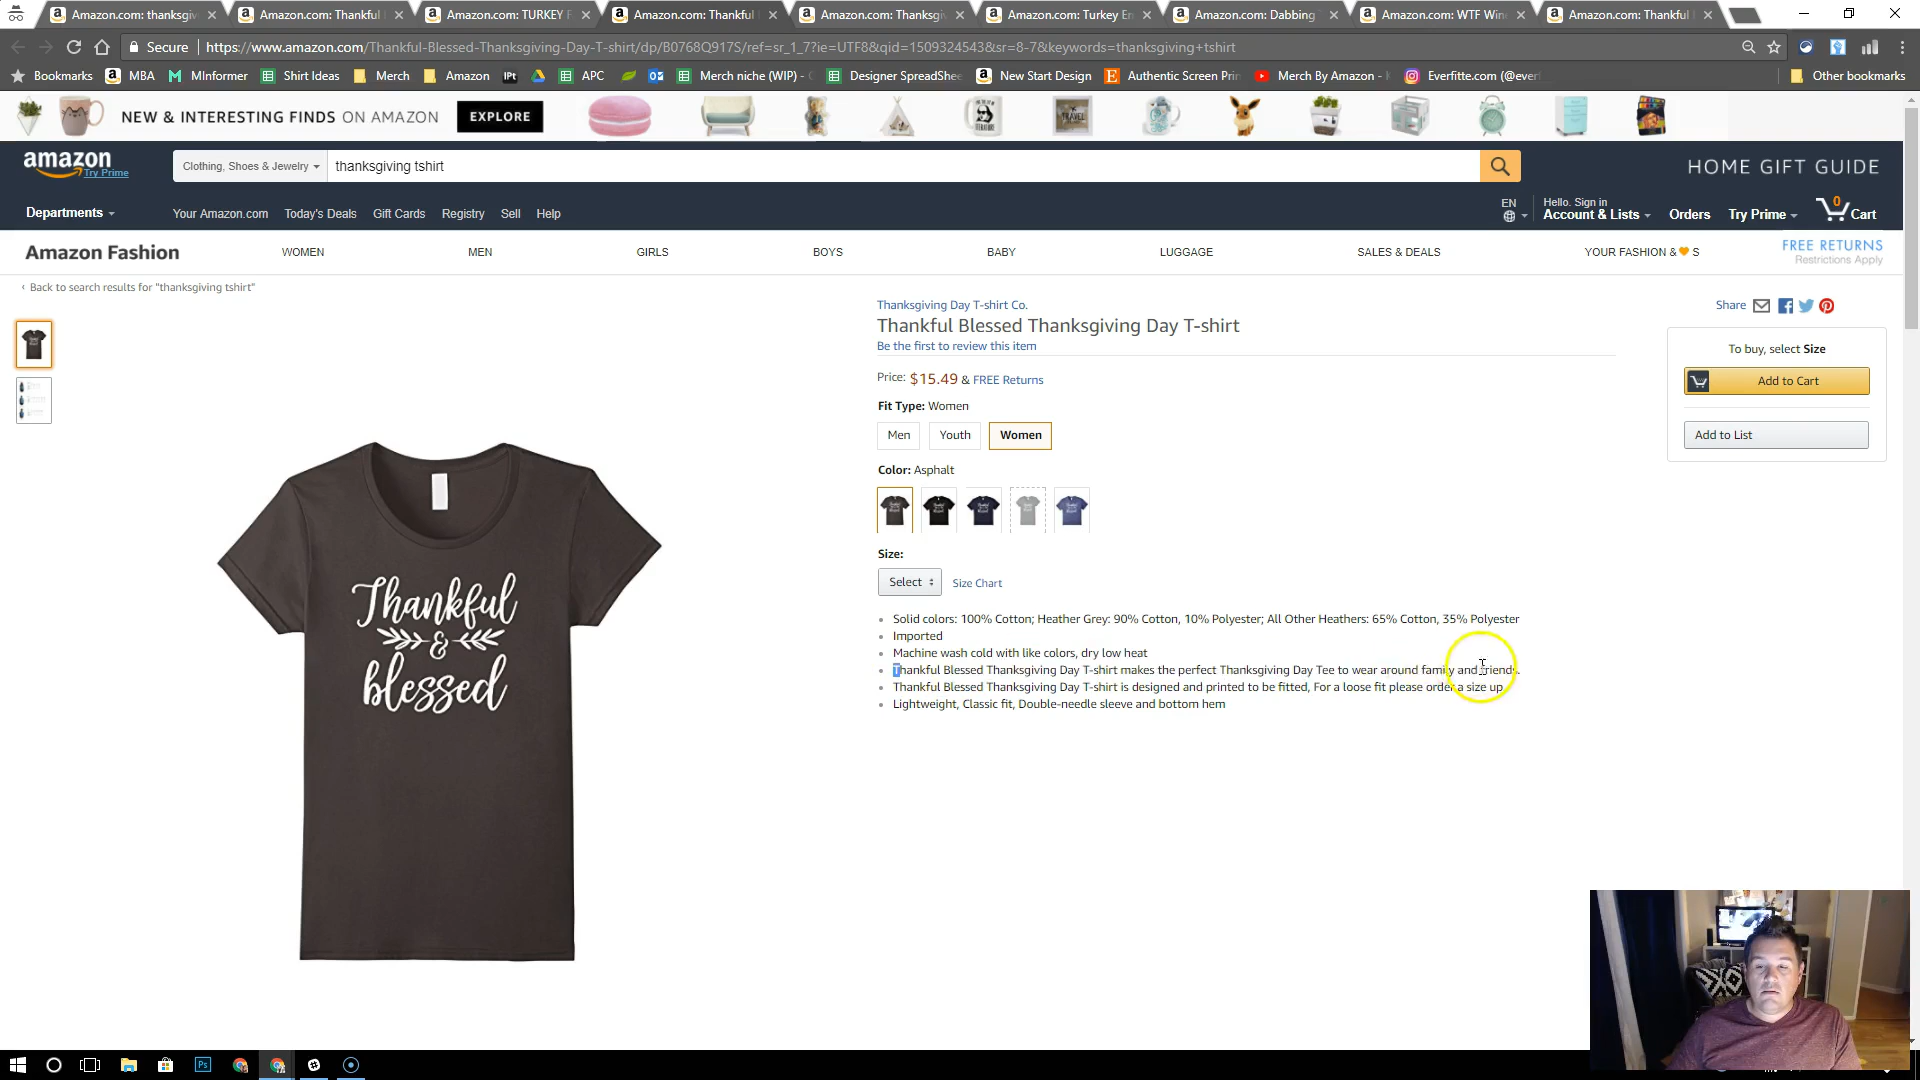 Amazon.com: thanksgiv
Amazon.com: Thankful
Amazon.com: TURKEY F
Amazon.com: Thankful
Amazon.com: Thanksgiv
Amazon.com: Turkey En
Amazon.com: Dabbing
Amazon.com: WTF Win
Amazon.com: Thankful
Secure
https://www.amazon.com/Thankful-Blessed-Thanksgiving-Day-T-shirt/dp/B0768Q917S/ref=sr_1_7?ie=UTF8&qid=1509324543&sr=8-7&keywords=thanksgiving+tshirt
Bookmarks MBA MInformer Shirt Ideas Merch Amazon IPt APC Merch niche (WIP) - Designer SpreadShee New Start Design Authentic Screen Prin Merch By Amazon - Everfitte.com (@ever Other bookmarks
NEW & INTERESTING FINDS ON AMAZON EXPLORE
amazon
Try Prime
Clothing, Shoes & Jewelry
thanksgiving tshirt
HOME GIFT GUIDE
Departments
Your Amazon.com Today's Deals Gift Cards Registry Sell Help
EN
Hello. Sign in
Account & Lists
Orders
Try Prime
0
Cart
Amazon Fashion
WOMEN MEN GIRLS BOYS BABY LUGGAGE SALES & DEALS YOUR FASHION & 🧡 S
FREE RETURNS
Restrictions Apply
‹ Back to search results for "thanksgiving tshirt"
Thanksgiving Day T-shirt Co.
Thankful Blessed Thanksgiving Day T-shirt
Be the first to review this item
Price: $15.49 & FREE Returns
Fit Type: Women
Men Youth Women
Color: Asphalt
Size:
Select Size Chart
Solid colors: 100% Cotton; Heather Grey: 90% Cotton, 10% Polyester; All Other Heathers: 65% Cotton, 35% Polyester
Imported
Machine wash cold with like colors, dry low heat
Thankful Blessed Thanksgiving Day T-shirt makes the perfect Thanksgiving Day Tee to wear around family and friends.
Thankful Blessed Thanksgiving Day T-shirt is designed and printed to be fitted, For a loose fit please order a size up
Lightweight, Classic fit, Double-needle sleeve and bottom hem
Share
To buy, select Size
Add to Cart
Add to List
Thankful
&
blessed
Ps